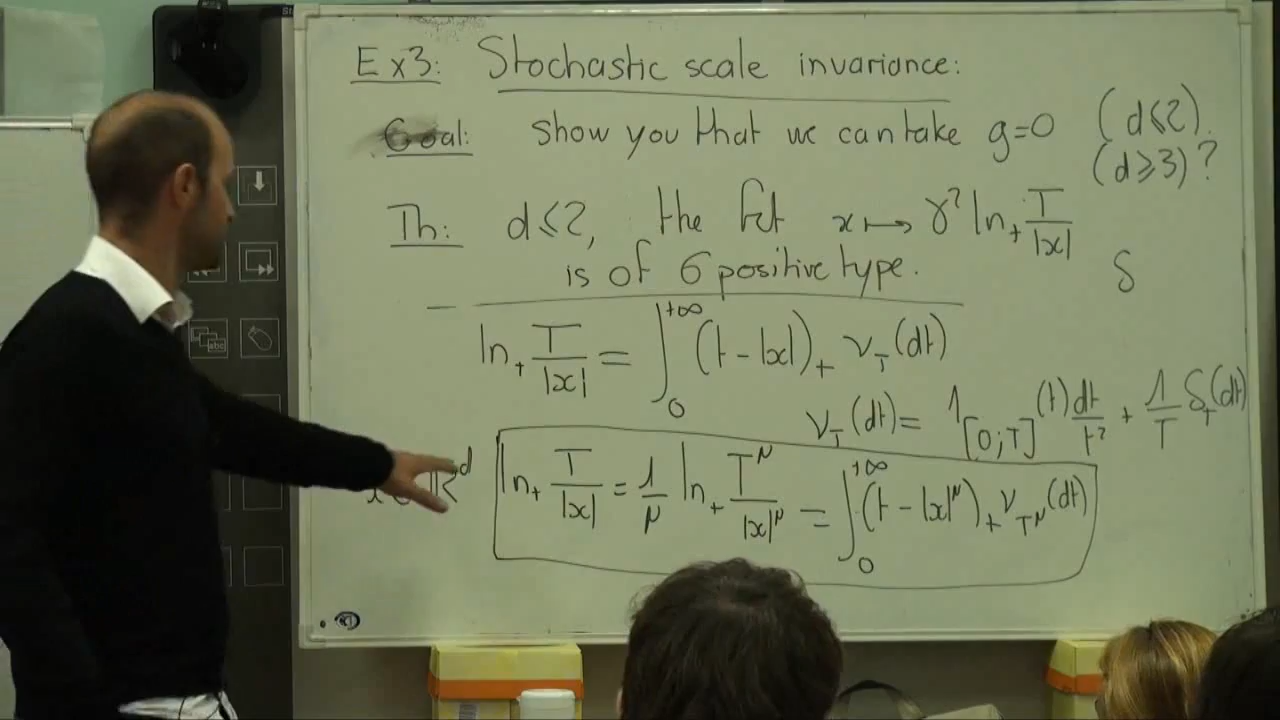 Ex3: Stochastic scale invariance:
Goal: show you that we can take g=0 (d⩽2).
(d⩾3)?
Th: d⩽2, the fct x ↦ γ² ln₊ T/|x|
is of σ positive type.
δ
ln₊ T/|x| = ∫₀^{+∞} (t-|x|)₊ ν_T(dt)
ν_T(dt) = 1_{[0;T]}(t) dt/t² + 1/T δ_T(dt)
ℝ^d ln₊ T/|x| = 1/μ ln₊ T^μ/|x|^μ = ∫₀^{+∞} (t-|x|^μ)₊ ν_{T^μ}(dt)